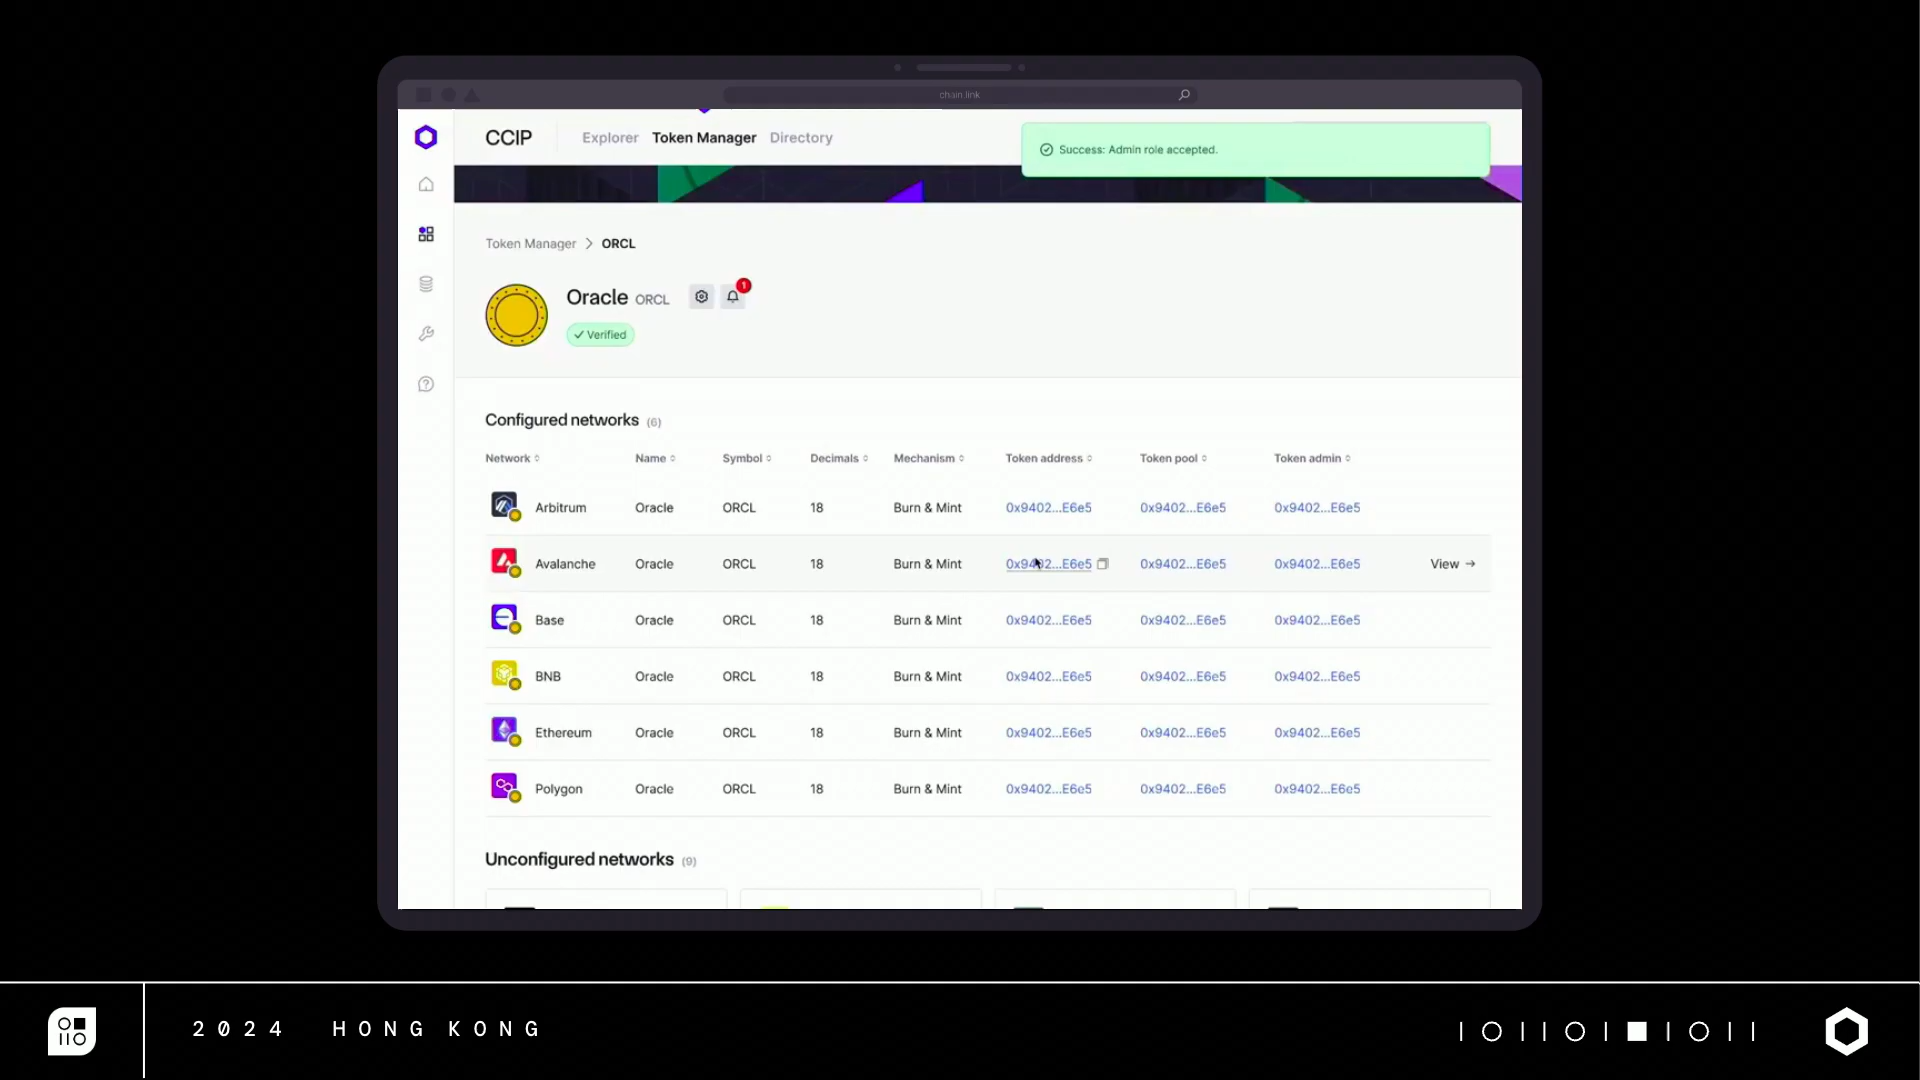 chain.link
CCIP Explorer Token Manager Directory
Success: Admin role accepted.
Token Manager > ORCL
Oracle ORCL 1
Verified
Configured networks (6)
Network Name Symbol Decimals Mechanism Token address Token pool Token admin
Arbitrum Oracle ORCL 18 Burn & Mint 0x9402...E6e5 0x9402...E6e5 0x9402...E6e5
Avalanche Oracle ORCL 18 Burn & Mint 0x9402...E6e5 0x9402...E6e5 0x9402...E6e5 View →
Base Oracle ORCL 18 Burn & Mint 0x9402...E6e5 0x9402...E6e5 0x9402...E6e5
BNB Oracle ORCL 18 Burn & Mint 0x9402...E6e5 0x9402...E6e5 0x9402...E6e5
Ethereum Oracle ORCL 18 Burn & Mint 0x9402...E6e5 0x9402...E6e5 0x9402...E6e5
Polygon Oracle ORCL 18 Burn & Mint 0x9402...E6e5 0x9402...E6e5 0x9402...E6e5
Unconfigured networks (9)
2024 HONG KONG